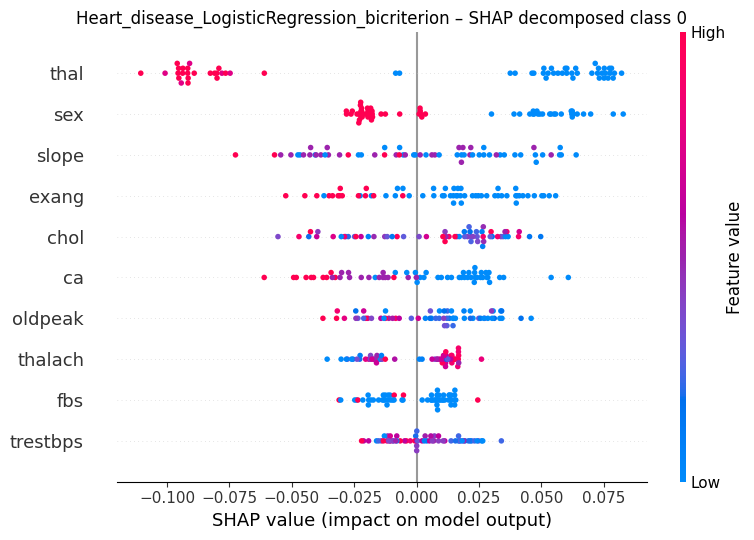 Heart_disease_LogisticRegression_bicriterion – SHAP decomposed class 0
High
thal
sex
slope
exang
chol
ca
oldpeak
thalach
fbs
trestbps
Feature value
Low
−0.100 −0.075 −0.050 −0.025 0.000 0.025 0.050 0.075
SHAP value (impact on model output)